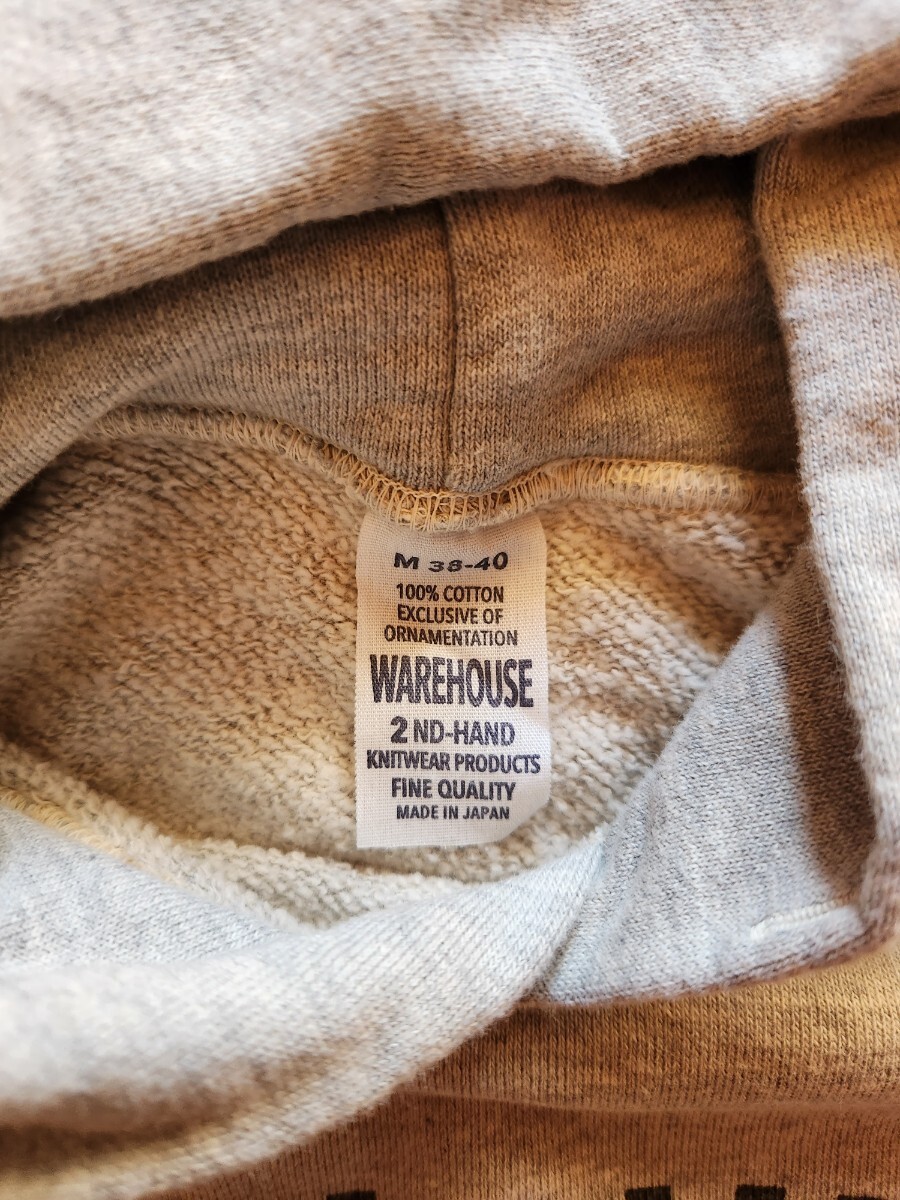 M 38-40
100% COTTON
EXCLUSIVE OF
ORNAMENTATION
WAREHOUSE
2 ND-HAND
KNITWEAR PRODUCTS
FINE QUALITY
MADE IN JAPAN